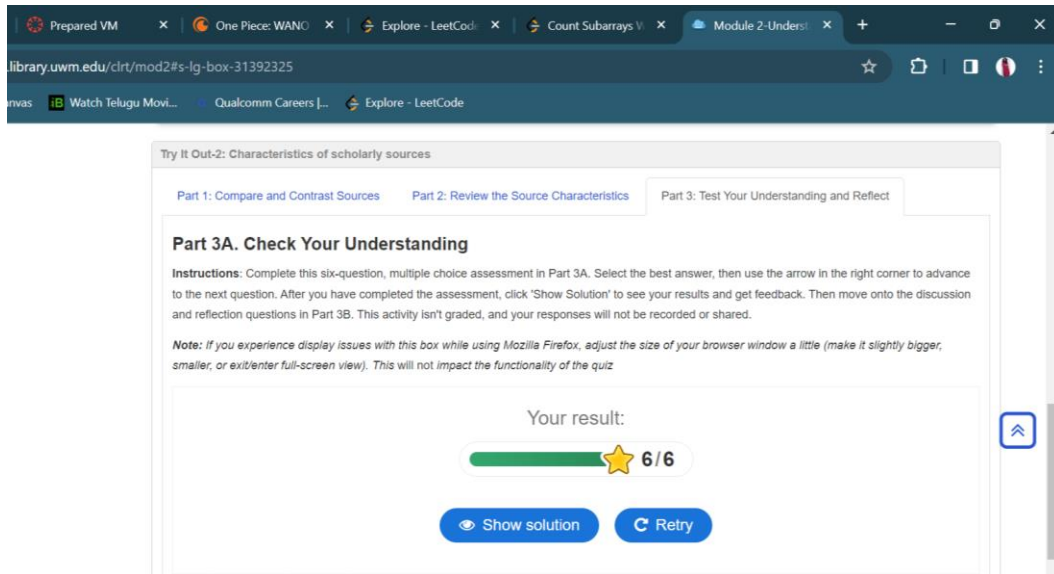 Prepared VM
One Piece: WANO
Explore - LeetCode
Count Subarrays W
Module 2-Underst
.library.uwm.edu/clrt/mod2#s-lg-box-31392325
nvas
iB Watch Telugu Movi...
Qualcomm Careers |...
Explore - LeetCode
Try It Out-2: Characteristics of scholarly sources
Part 1: Compare and Contrast Sources
Part 2: Review the Source Characteristics
Part 3: Test Your Understanding and Reflect
Part 3A. Check Your Understanding
Instructions: Complete this six-question, multiple choice assessment in Part 3A. Select the best answer, then use the arrow in the right corner to advance
to the next question. After you have completed the assessment, click 'Show Solution' to see your results and get feedback. Then move onto the discussion
and reflection questions in Part 3B. This activity isn't graded, and your responses will not be recorded or shared.
Note: If you experience display issues with this box while using Mozilla Firefox, adjust the size of your browser window a little (make it slightly bigger,
smaller, or exit/enter full-screen view). This will not impact the functionality of the quiz
Your result:
6/6
Show solution
Retry